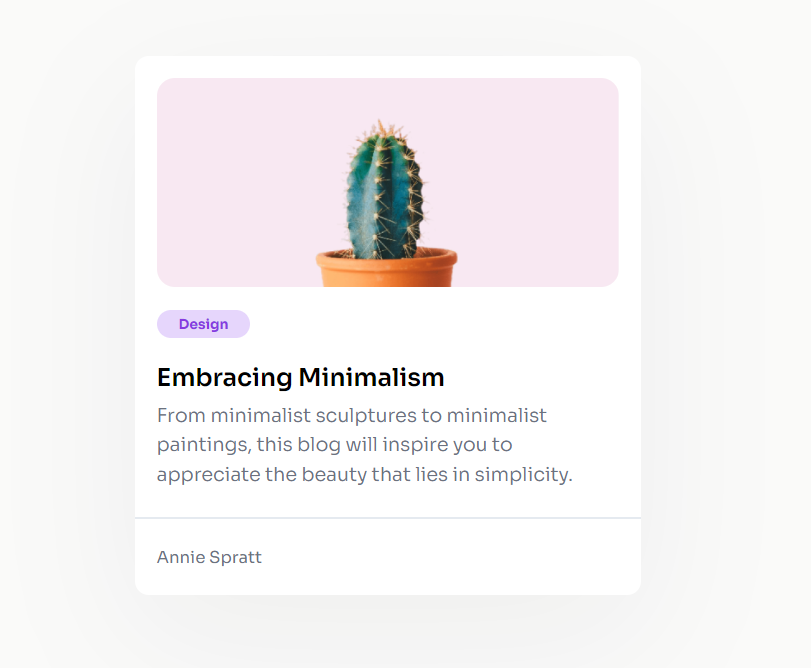 Design
Embracing Minimalism
From minimalist sculptures to minimalist
paintings, this blog will inspire you to
appreciate the beauty that lies in simplicity.
Annie Spratt